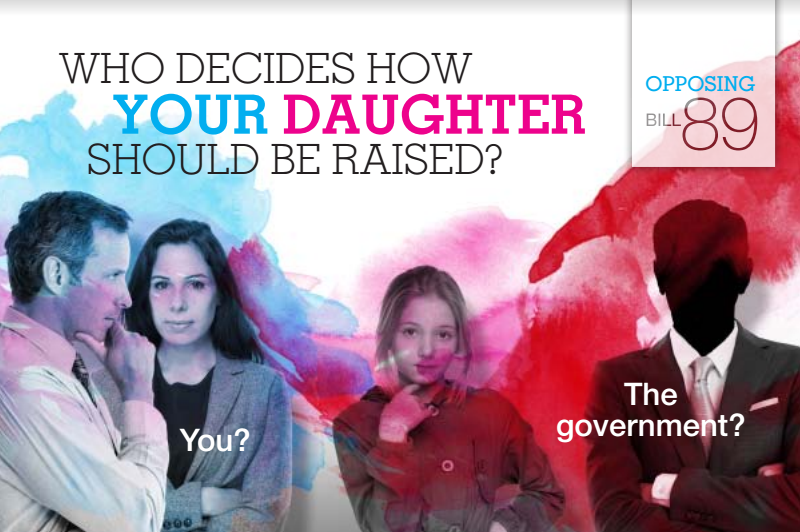 WHO DECIDES HOW
YOUR DAUGHTER
SHOULD BE RAISED?
OPPOSING
BILL 89
You?
The
government?